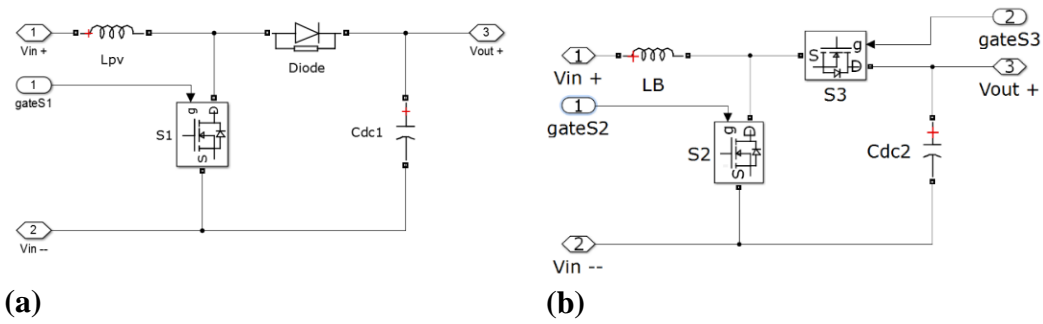 1
Vin +
Lpv
Diode
3
Vout +
1
gateS1
g
D
S1
S
Cdc1
2
Vin --
(a)
2
gateS3
1
Vin +
LB
g
S
D
S3
3
Vout +
1
gateS2
g
D
S2
S
Cdc2
2
Vin --
(b)